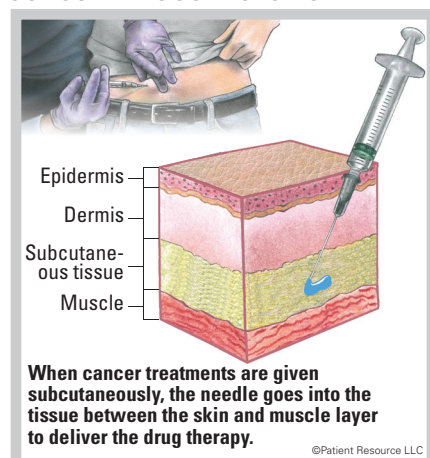 Epidermis
Dermis
Subcutane-
ous tissue
Muscle
When cancer treatments are given
subcutaneously, the needle goes into the
tissue between the skin and muscle layer
to deliver the drug therapy.
©Patient Resource LLC